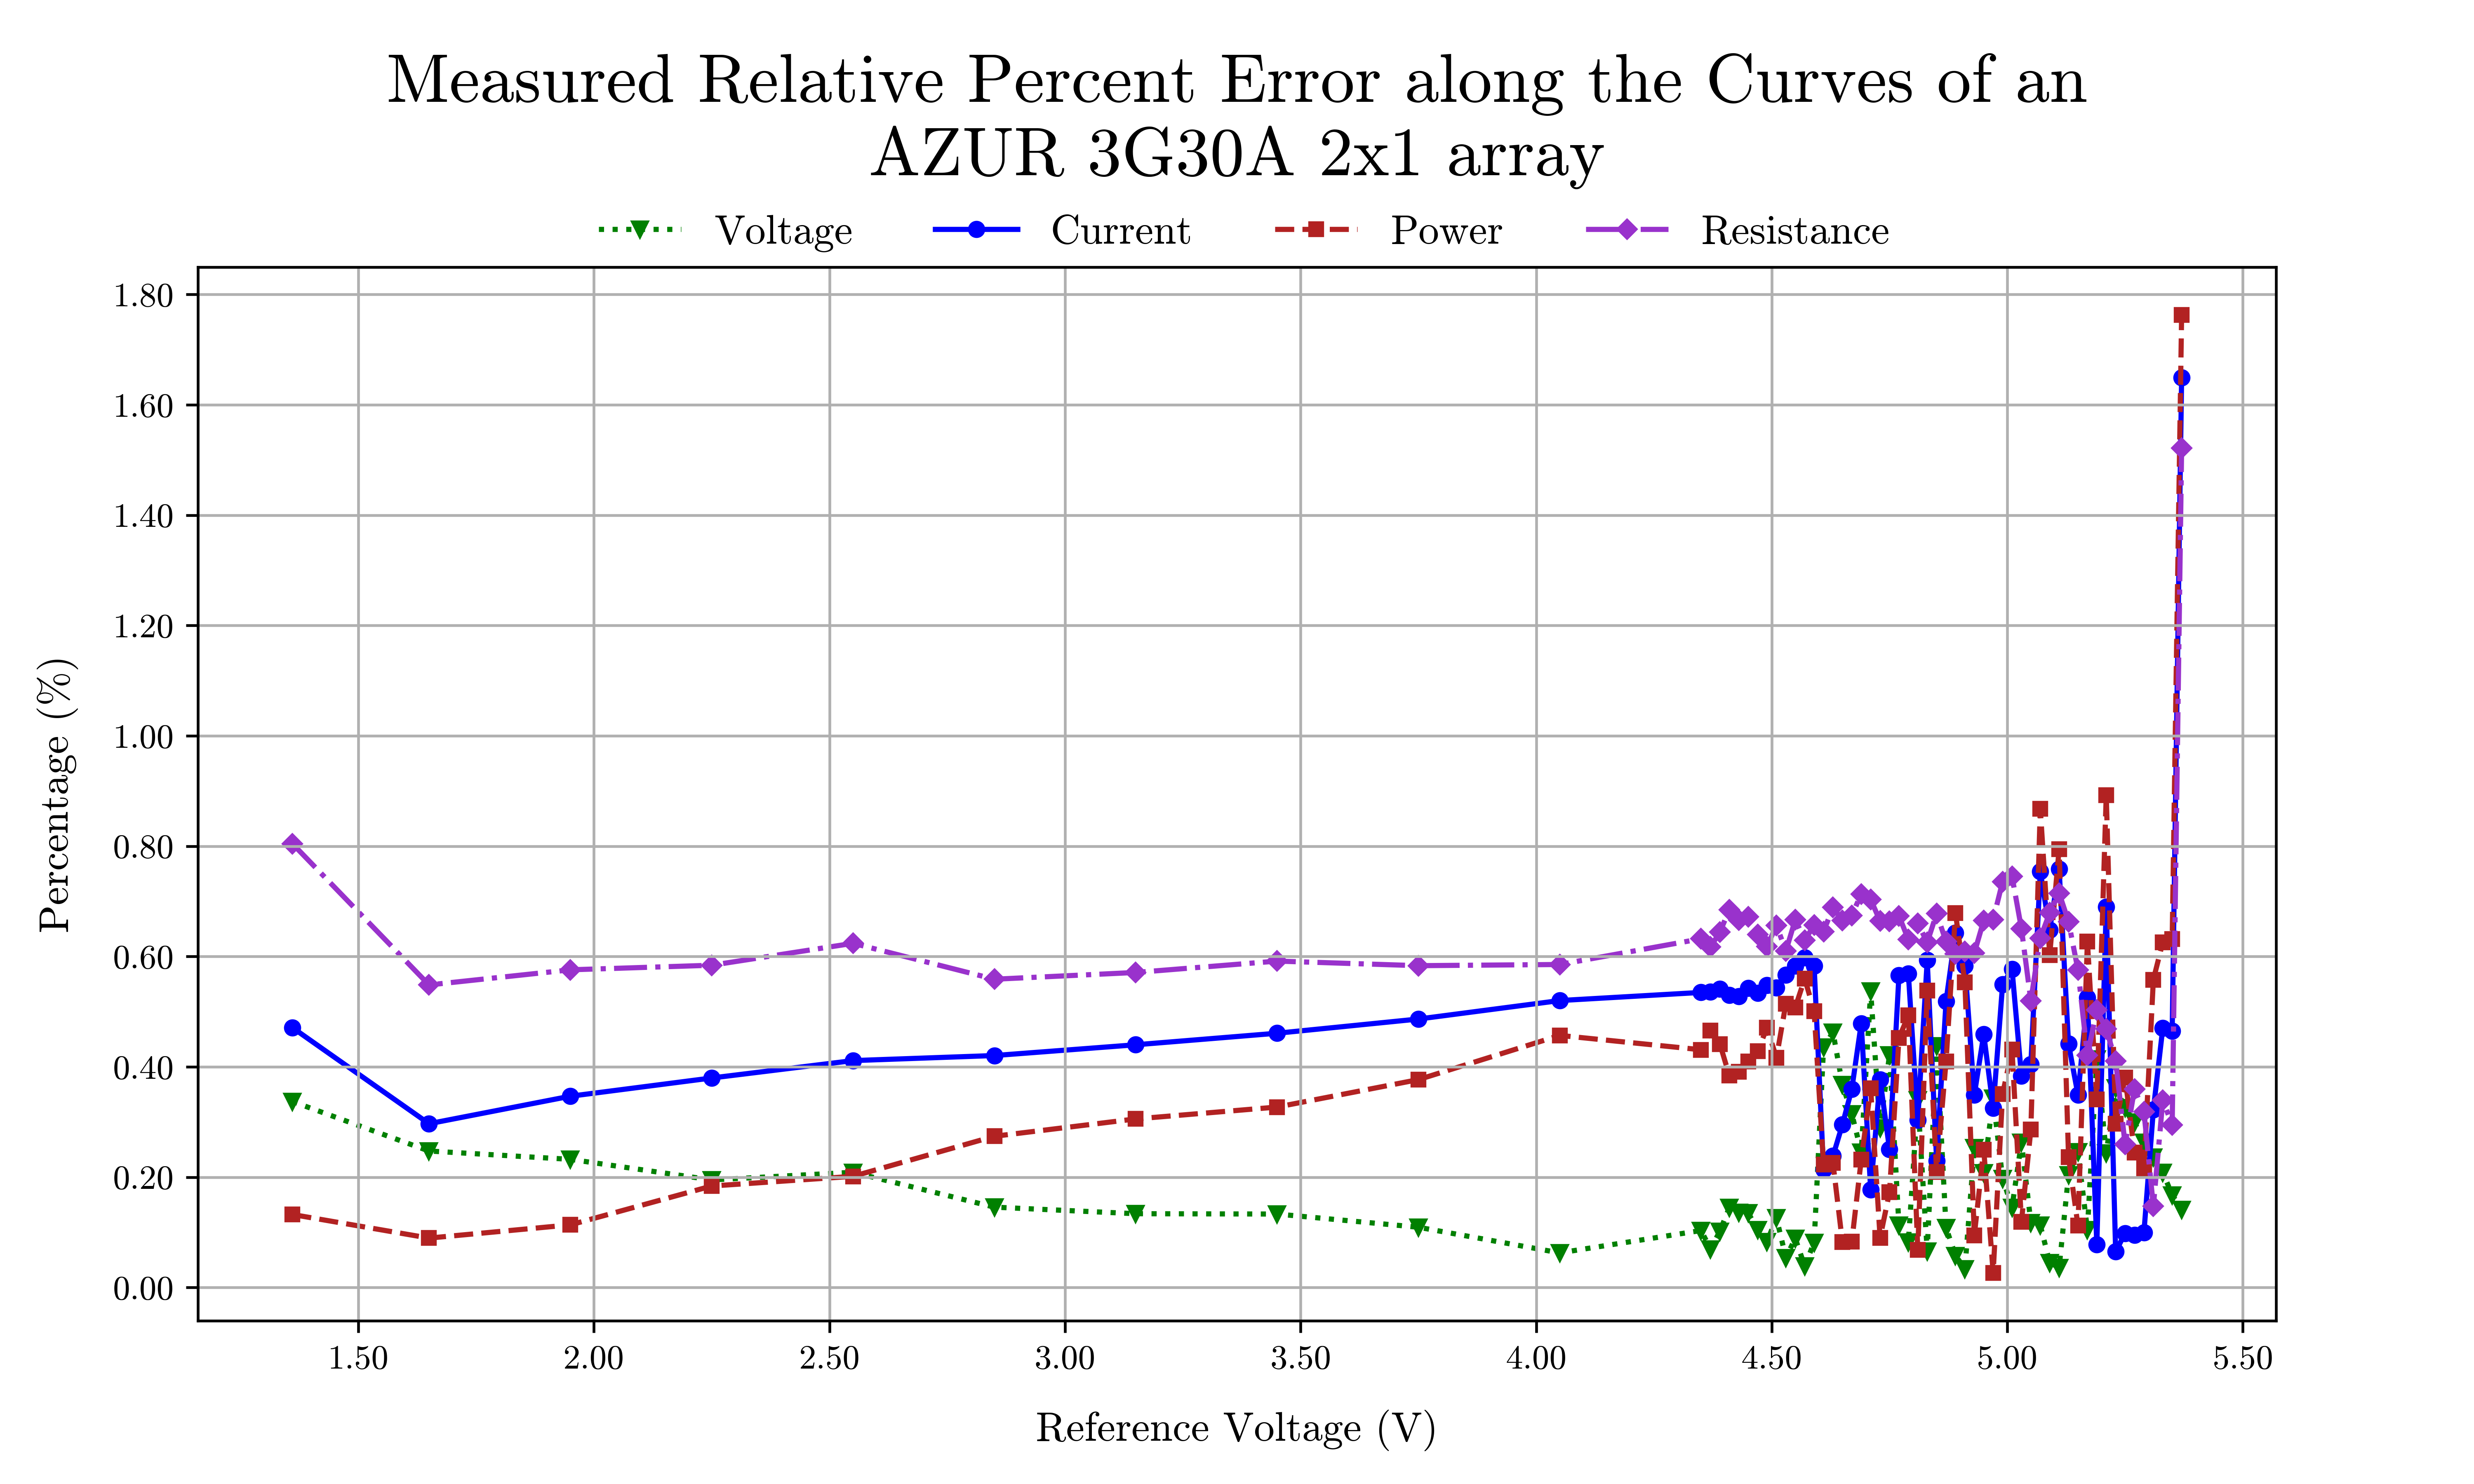 Measured Relative Percent Error along the Curves of an
AZUR 3G30A 2x1 array
Voltage Current Power Resistance
1.80
1.60
1.40
1.20
1.00
0.80
0.60
0.40
0.20
0.00
Percentage (%)
1.50 2.00 2.50 3.00 3.50 4.00 4.50 5.00 5.50
Reference Voltage (V)